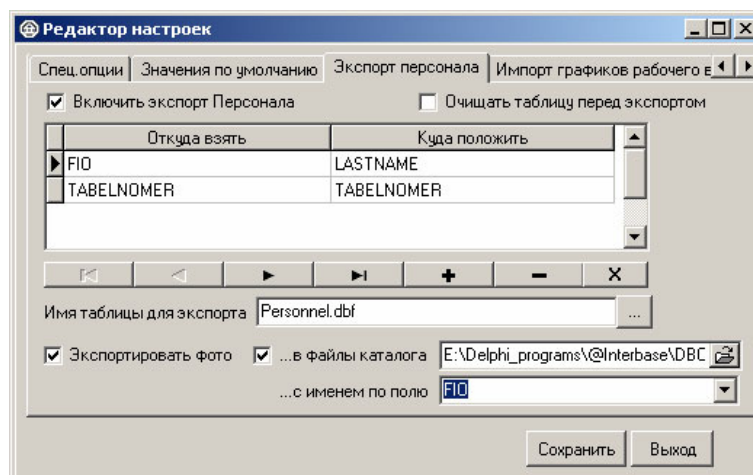 Редактор настроек
Спец.опции Значения по умолчанию Экспорт персонала Импорт графиков рабочего в
Включить экспорт Персонала Очищать таблицу перед экспортом
Откуда взять Куда положить
FIO LASTNAME
TABELNOMER TABELNOMER
Имя таблицы для экспорта Personnel.dbf ...
Экспортировать фото ...в файлы каталога E:\Delphi_programs\@Interbase\DBC
...с именем по полю FIO
Сохранить Выход